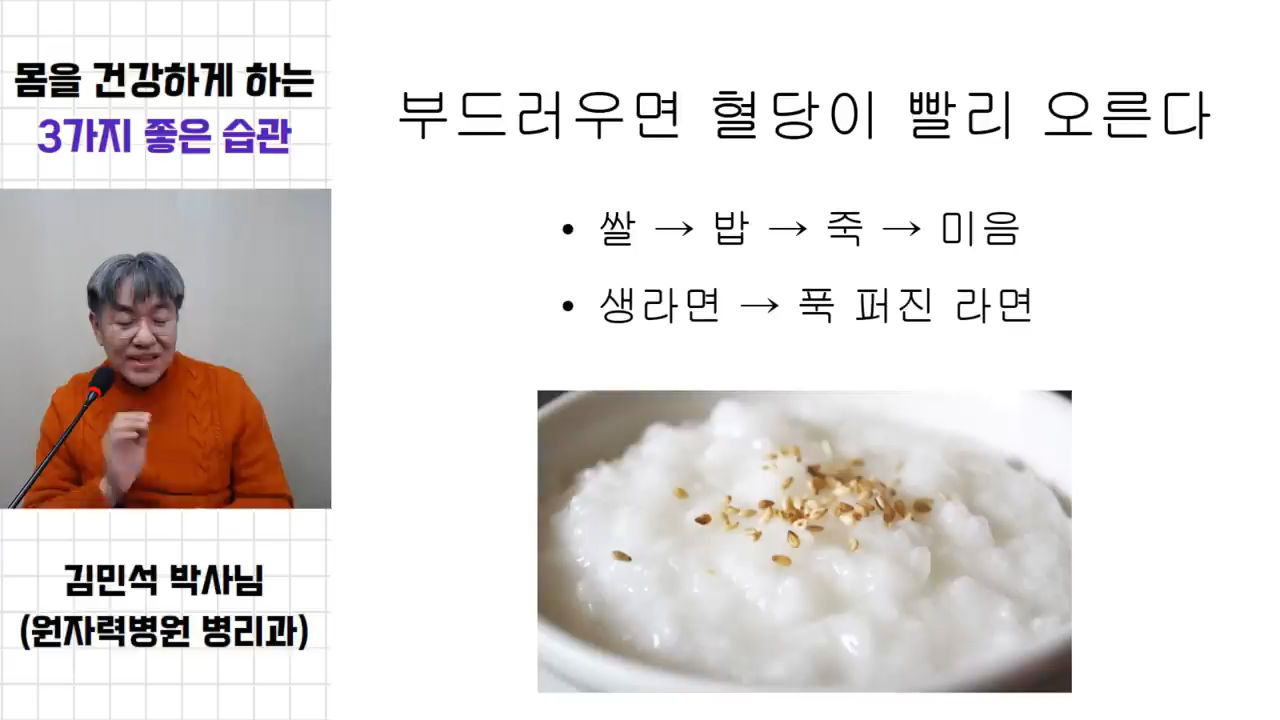 몸을 건강하게 하는
3가지 좋은 습관
김민석 박사님
(원자력병원 병리과)
부드러우면 혈당이 빨리 오른다
• 쌀 → 밥 → 죽 → 미음
• 생라면 → 푹 퍼진 라면